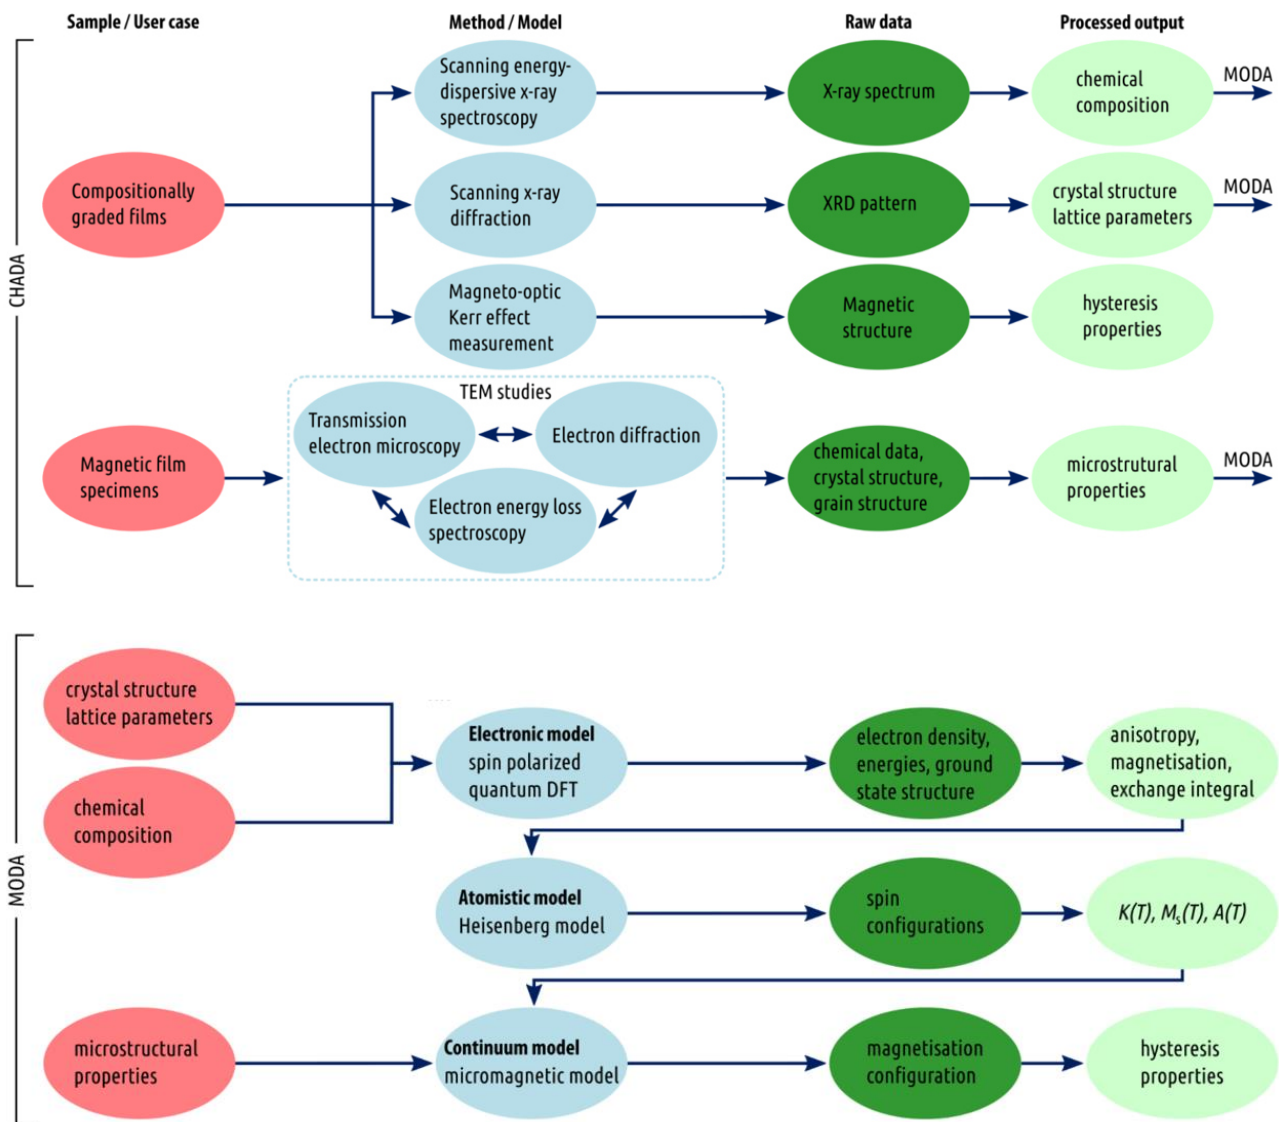 Sample / User case
Method / Model
Raw data
Processed output
CHADA
Compositionally
graded films
Scanning energy-
dispersive x-ray
spectroscopy
X-ray spectrum
chemical
composition
MODA
Scanning x-ray
diffraction
XRD pattern
crystal structure
lattice parameters
MODA
Magneto-optic
Kerr effect
measurement
Magnetic
structure
hysteresis
properties
Magnetic film
specimens
TEM studies
Transmission
electron microscopy
Electron diffraction
Electron energy loss
spectroscopy
chemical data,
crystal structure,
grain structure
microstrutural
properties
MODA
MODA
crystal structure
lattice parameters
chemical
composition
Electronic model
spin polarized
quantum DFT
electron density,
energies, ground
state structure
anisotropy,
magnetisation,
exchange integral
Atomistic model
Heisenberg model
spin
configurations
K(T), Ms(T), A(T)
microstructural
properties
Continuum model
micromagnetic model
magnetisation
configuration
hysteresis
properties